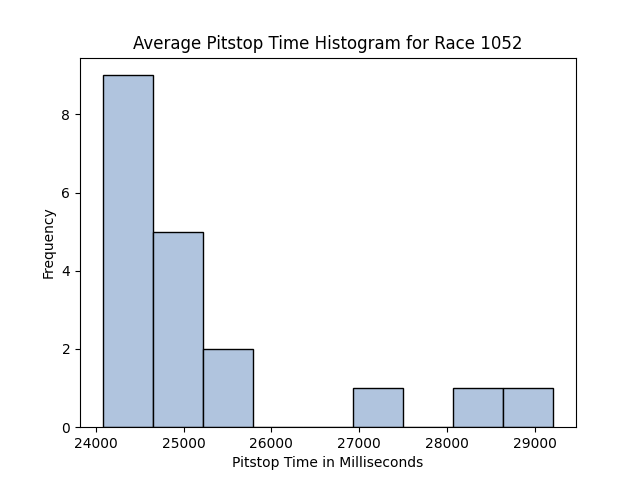 Average Pitstop Time Histogram for Race 1052
8
6
4
2
0
Frequency
24000 25000 26000 27000 28000 29000
Pitstop Time in Milliseconds